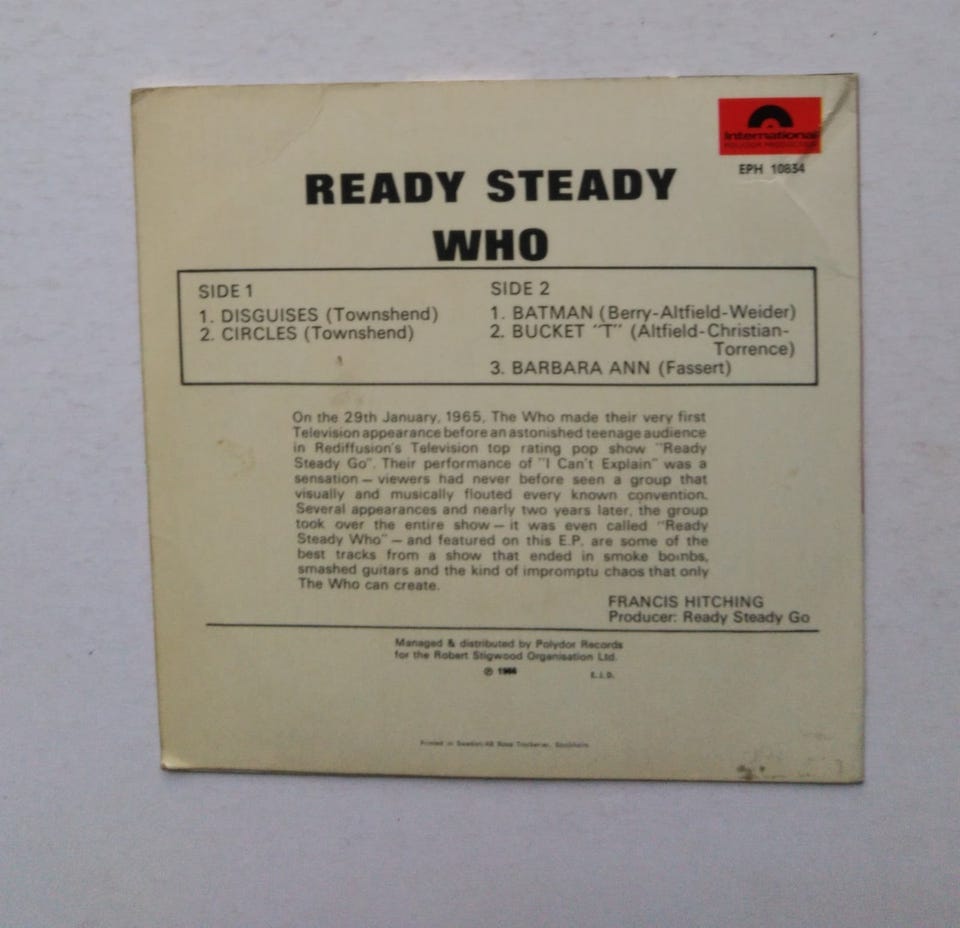 International
POLYDOR PRODUCTION
EPH 10834
READY STEADY
WHO
SIDE 1
1. DISGUISES (Townshend)
2. CIRCLES (Townshend)
SIDE 2
1. BATMAN (Berry-Altfield-Weider)
2. BUCKET "T" (Altfield-Christian-
Torrence)
3. BARBARA ANN (Fassert)
On the 29th January, 1965, The Who made their very first
Television appearance before an astonished teenage audience
in Rediffusion's Television top rating pop show "Ready
Steady Go". Their performance of "I Can't Explain" was a
sensation — viewers had never before seen a group that
visually and musically flouted every known convention.
Several appearances and nearly two years later, the group
took over the entire show — it was even called "Ready
Steady Who" — and featured on this E.P. are some of the
best tracks from a show that ended in smoke bombs,
smashed guitars and the kind of impromptu chaos that only
The Who can create.
FRANCIS HITCHING
Producer: Ready Steady Go
Managed & distributed by Polydor Records
for the Robert Stigwood Organisation Ltd.
℗ 1966
E.J.D.
Printed in Sweden AB Stockholm